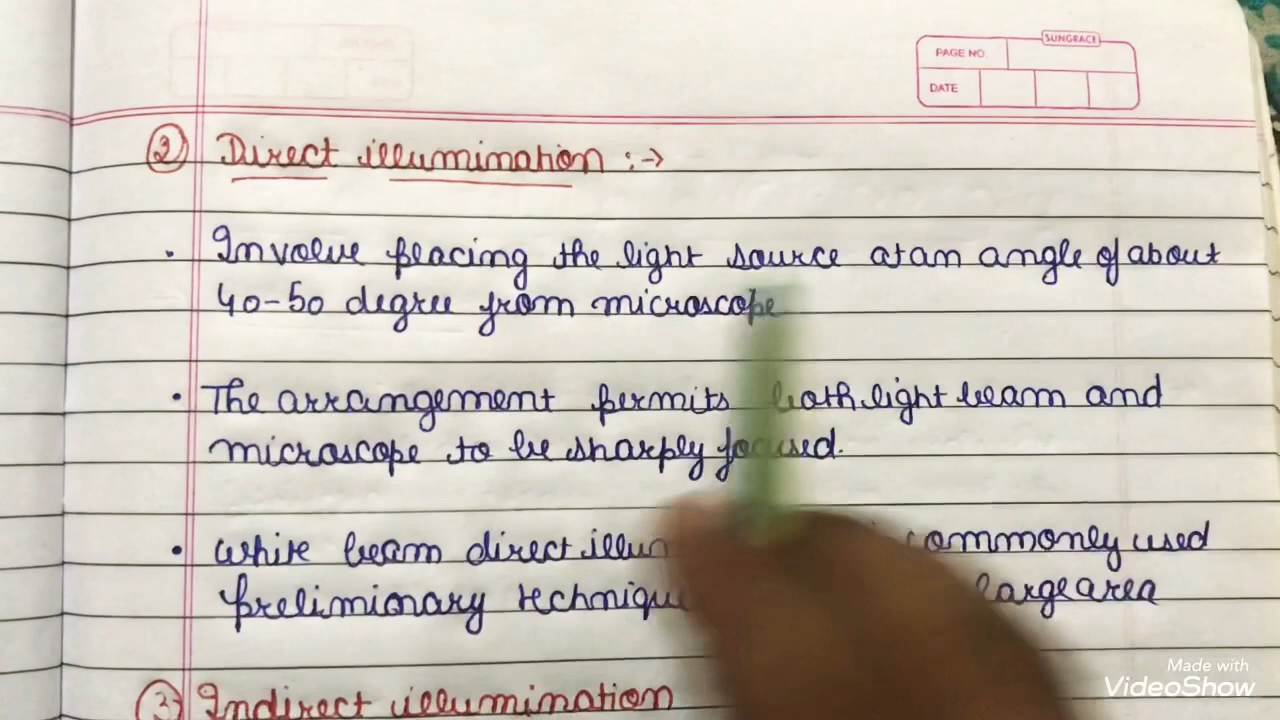 SUNGRACE
PAGE NO.
DATE
② Direct illumination :→
• Involve placing the light source at an angle of about
40-50 degree from microscope
• The arrangement permits both light beam and
microscope to be sharply focused.
• White beam direct commonly used
prelimionary technique large area
③ Indirect illumination
Made with
VideoShow